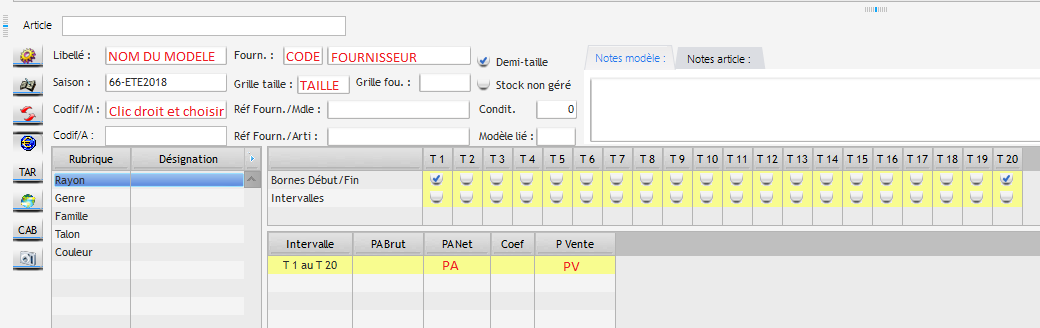 Article
Libellé : NOM DU MODELE Fourn. : CODE FOURNISSEUR Demi-taille Notes modèle : Notes article :
Saison : 66-ETE2018 Grille taille : TAILLE Grille fou. : Stock non géré
Codif/M : Clic droit et choisir Réf Fourn./Mdle : Condit. 0
Codif/A : Réf Fourn./Arti : Modèle lié :
Rubrique Désignation T 1 T 2 T 3 T 4 T 5 T 6 T 7 T 8 T 9 T 10 T 11 T 12 T 13 T 14 T 15 T 16 T 17 T 18 T 19 T 20
TAR Rayon Bornes Début/Fin
Genre Intervalles
Famille
CAB Talon Intervalle PABrut PANet Coef P Vente
Couleur T 1 au T 20 PA PV